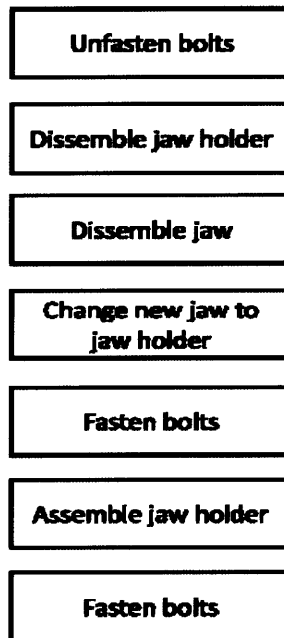 Unfasten bolts
Dissemble jaw holder
Dissemble jaw
Change new jaw to
jaw holder
Fasten bolts
Assemble jaw holder
Fasten bolts